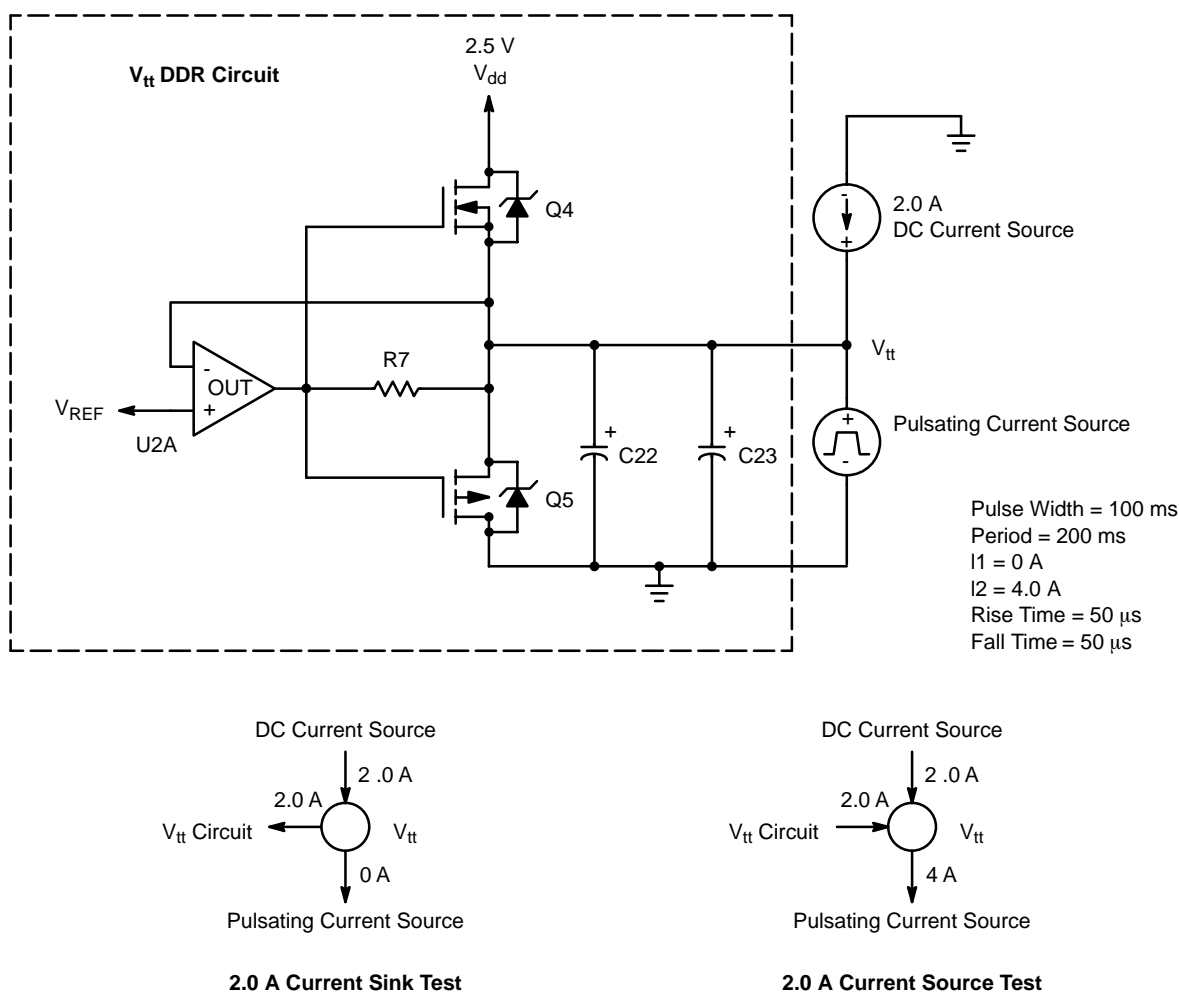 2.5 V
Vdd
Vtt DDR Circuit
Q4
-
2.0 A
DC Current Source
+
R7
Vtt
-
OUT
VREF
+
U2A
+
C22
+
C23
+
-
Pulsating Current Source
Q5
Pulse Width = 100 ms
Period = 200 ms
I1 = 0 A
I2 = 4.0 A
Rise Time = 50 μs
Fall Time = 50 μs
DC Current Source
2 .0 A
2.0 A
Vtt Circuit
Vtt
0 A
Pulsating Current Source
2.0 A Current Sink Test
DC Current Source
2 .0 A
2.0 A
Vtt Circuit
Vtt
4 A
Pulsating Current Source
2.0 A Current Source Test